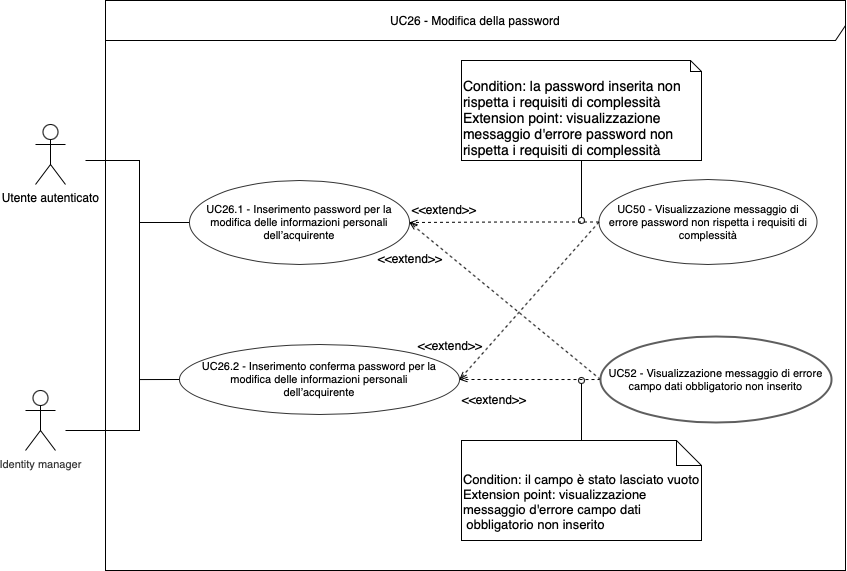 UC26 - Modifica della password
Condition: la password inserita non
rispetta i requisiti di complessità
Extension point: visualizzazione
messaggio d'errore password non
rispetta i requisiti di complessità
Utente autenticato
UC26.1 - Inserimento password per la
modifica delle informazioni personali
dell'acquirente
<<extend>>
UC50 - Visualizzazione messaggio di
errore password non rispetta i requisiti di
complessità
<<extend>>
<<extend>>
UC26.2 - Inserimento conferma password per la
modifica delle informazioni personali
dell'acquirente
UC52 - Visualizzazione messaggio di errore
campo dati obbligatorio non inserito
<<extend>>
Identity manager
Condition: il campo è stato lasciato vuoto
Extension point: visualizzazione
messaggio d'errore campo dati
obbligatorio non inserito